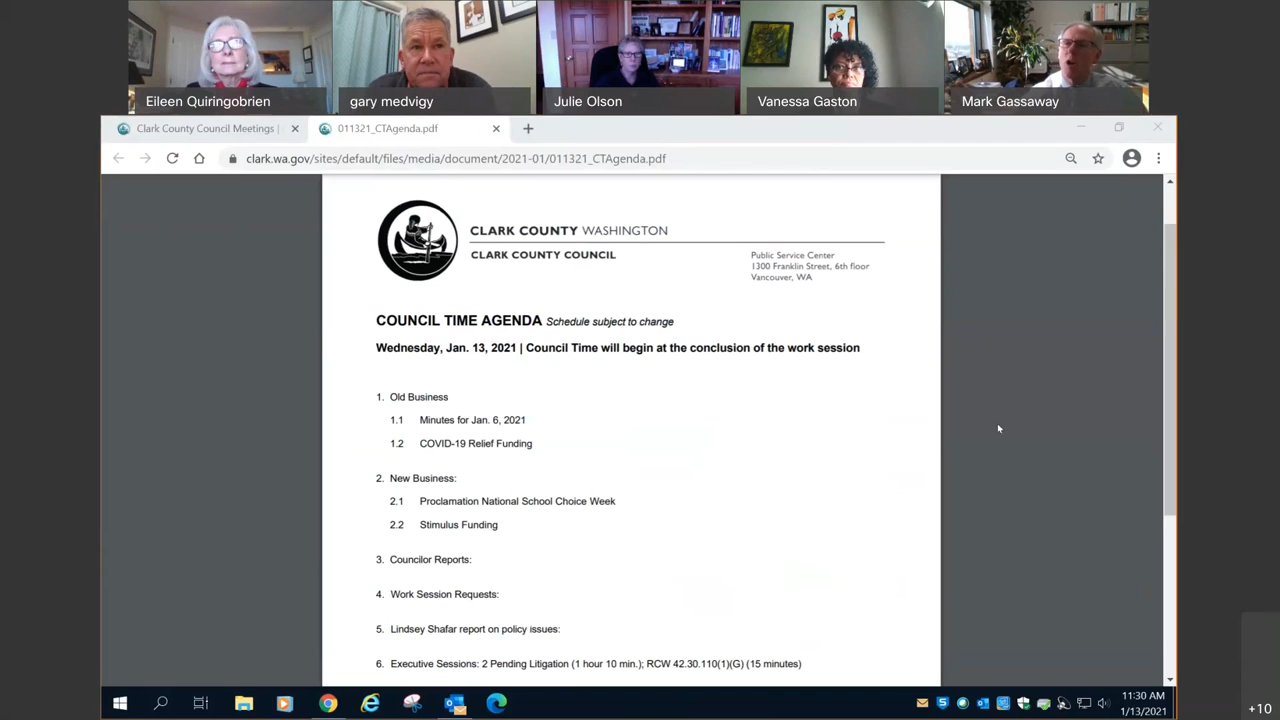 Eileen Quiringobrien
gary medvigy
Julie Olson
Vanessa Gaston
Mark Gassaway
Clark County Council Meetings |
011321_CTAgenda.pdf
clark.wa.gov/sites/default/files/media/document/2021-01/011321_CTAgenda.pdf
CLARK COUNTY WASHINGTON
CLARK COUNTY COUNCIL
Public Service Center
1300 Franklin Street, 6th floor
Vancouver, WA
COUNCIL TIME AGENDA Schedule subject to change
Wednesday, Jan. 13, 2021 | Council Time will begin at the conclusion of the work session
1. Old Business
1.1 Minutes for Jan. 6, 2021
1.2 COVID-19 Relief Funding
2. New Business:
2.1 Proclamation National School Choice Week
2.2 Stimulus Funding
3. Councilor Reports:
4. Work Session Requests:
5. Lindsey Shafar report on policy issues:
6. Executive Sessions: 2 Pending Litigation (1 hour 10 min.); RCW 42.30.110(1)(G) (15 minutes)
11:30 AM
1/13/2021
+10